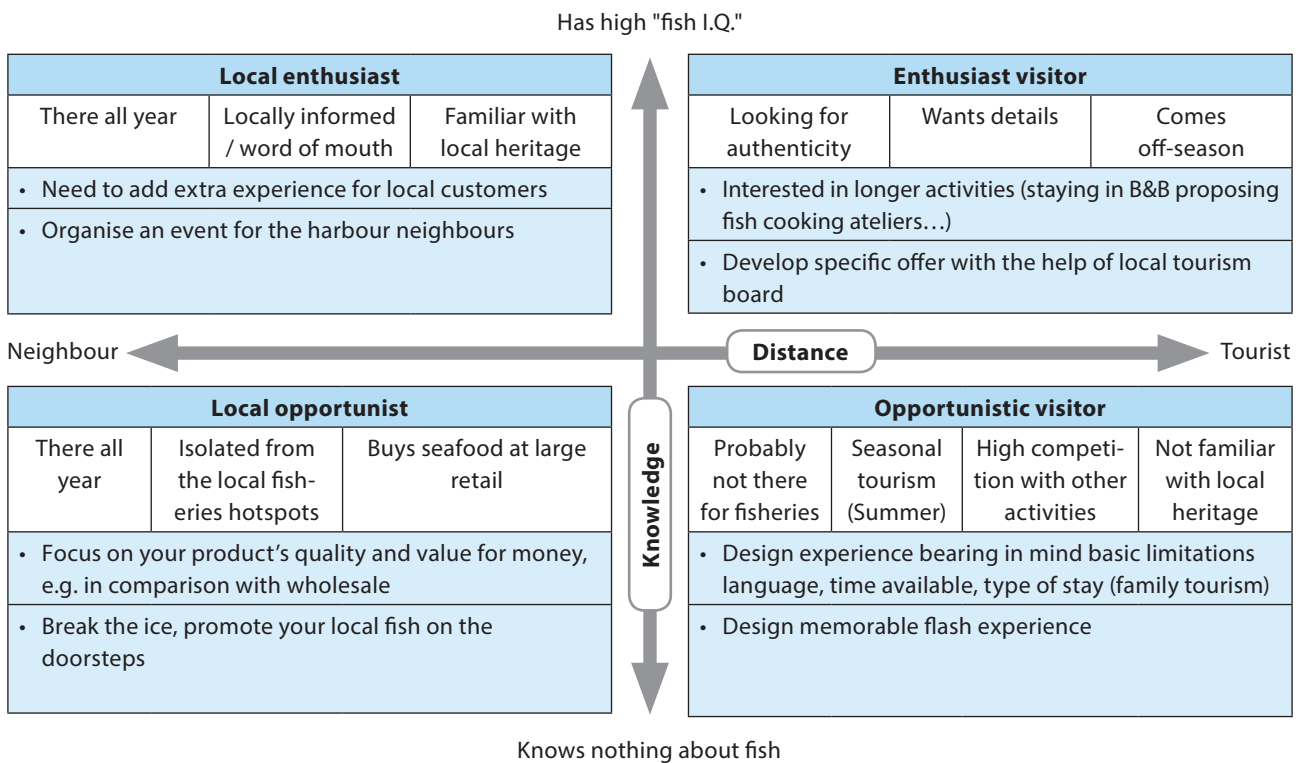 Has high "fish I.Q."
Local enthusiast
There all year
Locally informed
/ word of mouth
Familiar with
local heritage
• Need to add extra experience for local customers
• Organise an event for the harbour neighbours
Enthusiast visitor
Looking for
authenticity
Wants details
Comes
off-season
• Interested in longer activities (staying in B&B proposing
fish cooking ateliers…)
• Develop specific offer with the help of local tourism
board
Neighbour
Distance
Tourist
Knowledge
Local opportunist
There all
year
Isolated from
the local fish-
eries hotspots
Buys seafood at large
retail
• Focus on your product’s quality and value for money,
e.g. in comparison with wholesale
• Break the ice, promote your local fish on the
doorsteps
Opportunistic visitor
Probably
not there
for fisheries
Seasonal
tourism
(Summer)
High competi-
tion with other
activities
Not familiar
with local
heritage
• Design experience bearing in mind basic limitations
language, time available, type of stay (family tourism)
• Design memorable flash experience
Knows nothing about fish